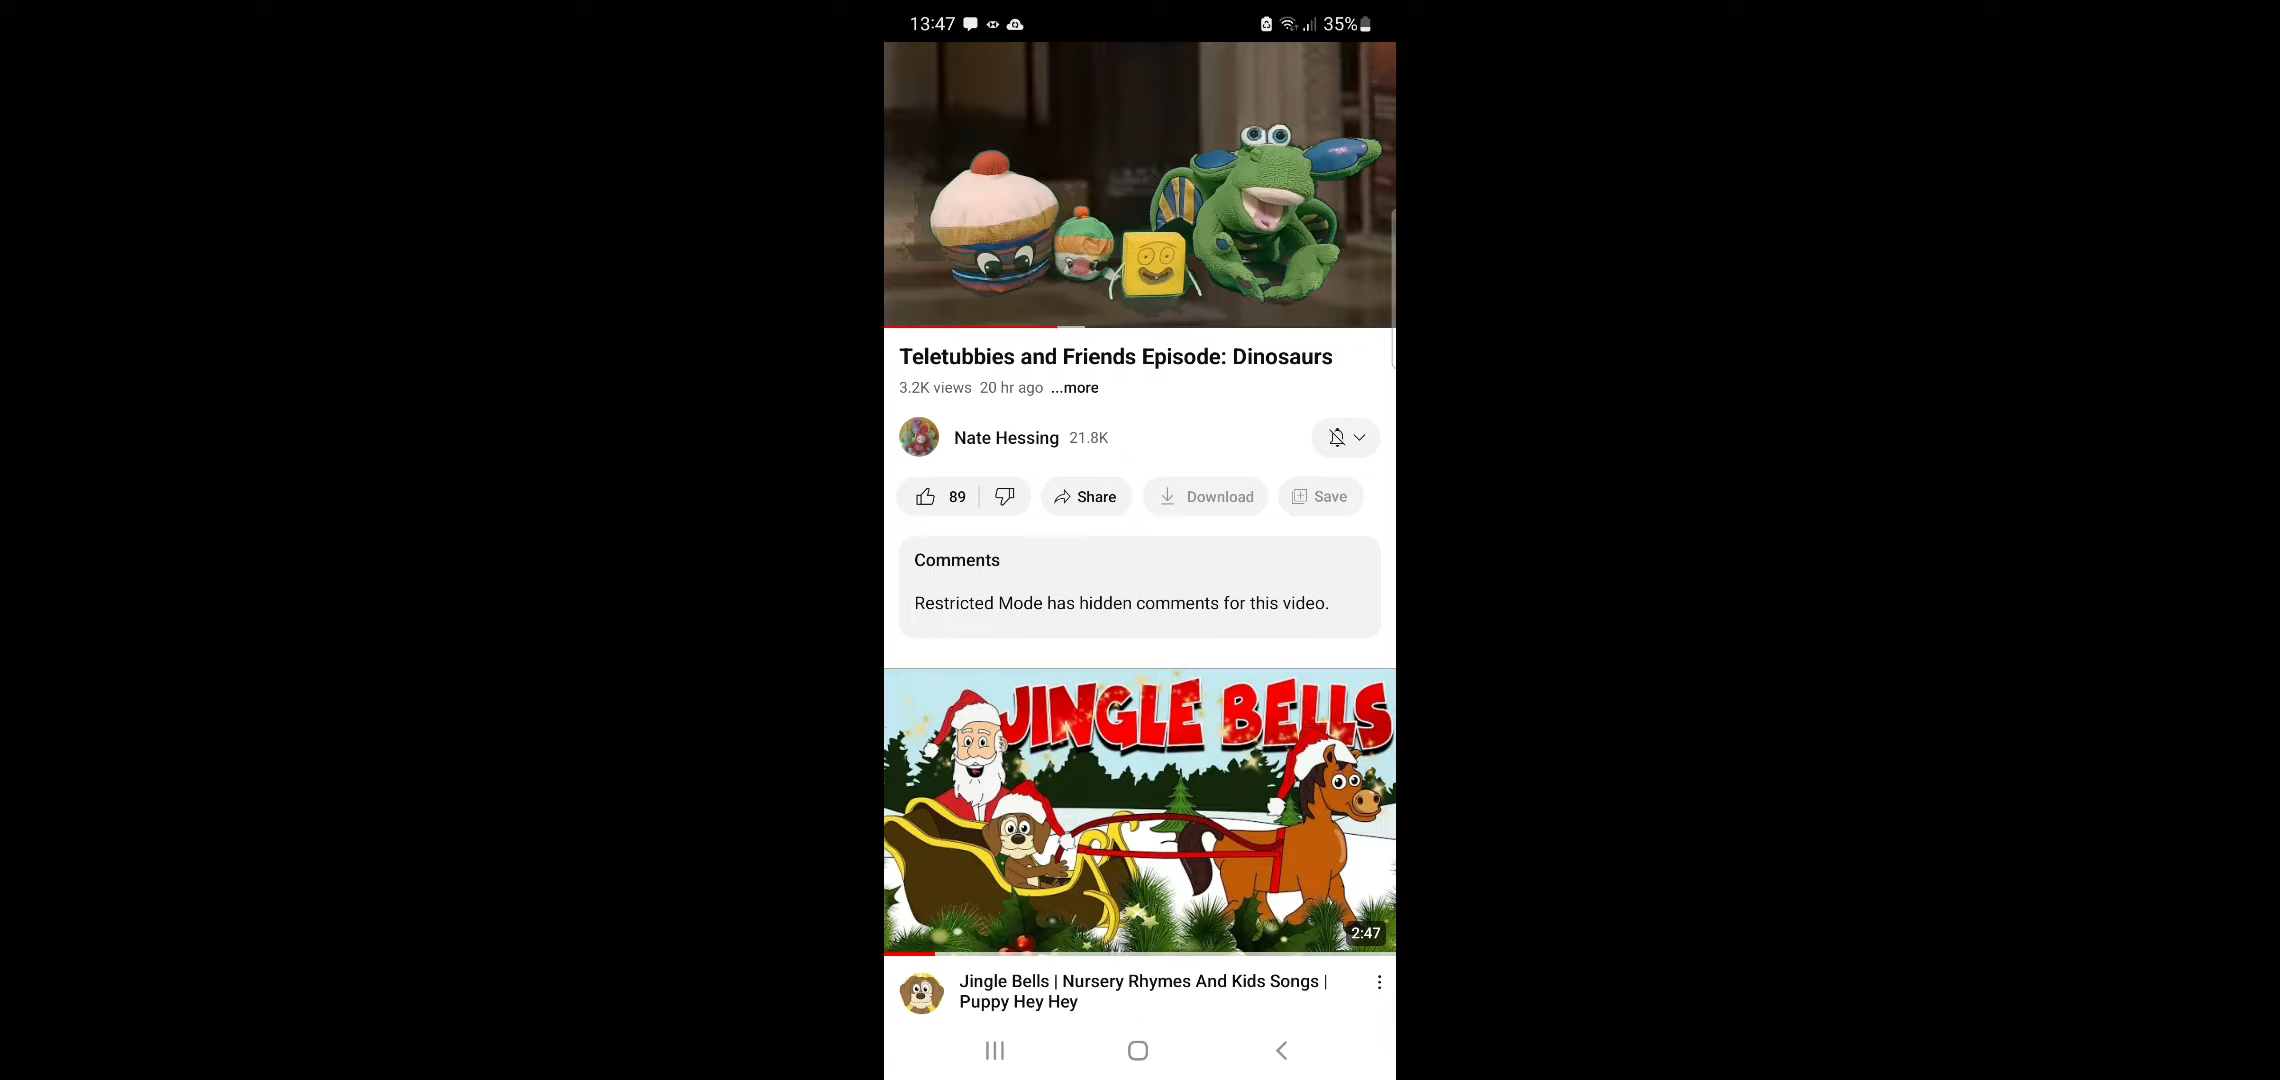 13:47
35%
Teletubbies and Friends Episode: Dinosaurs
3.2K views 20 hr ago ...more
Nate Hessing 21.8K
89
Share
Download
Save
Comments
Restricted Mode has hidden comments for this video.
JINGLE BELLS
2:47
Jingle Bells | Nursery Rhymes And Kids Songs |
Puppy Hey Hey